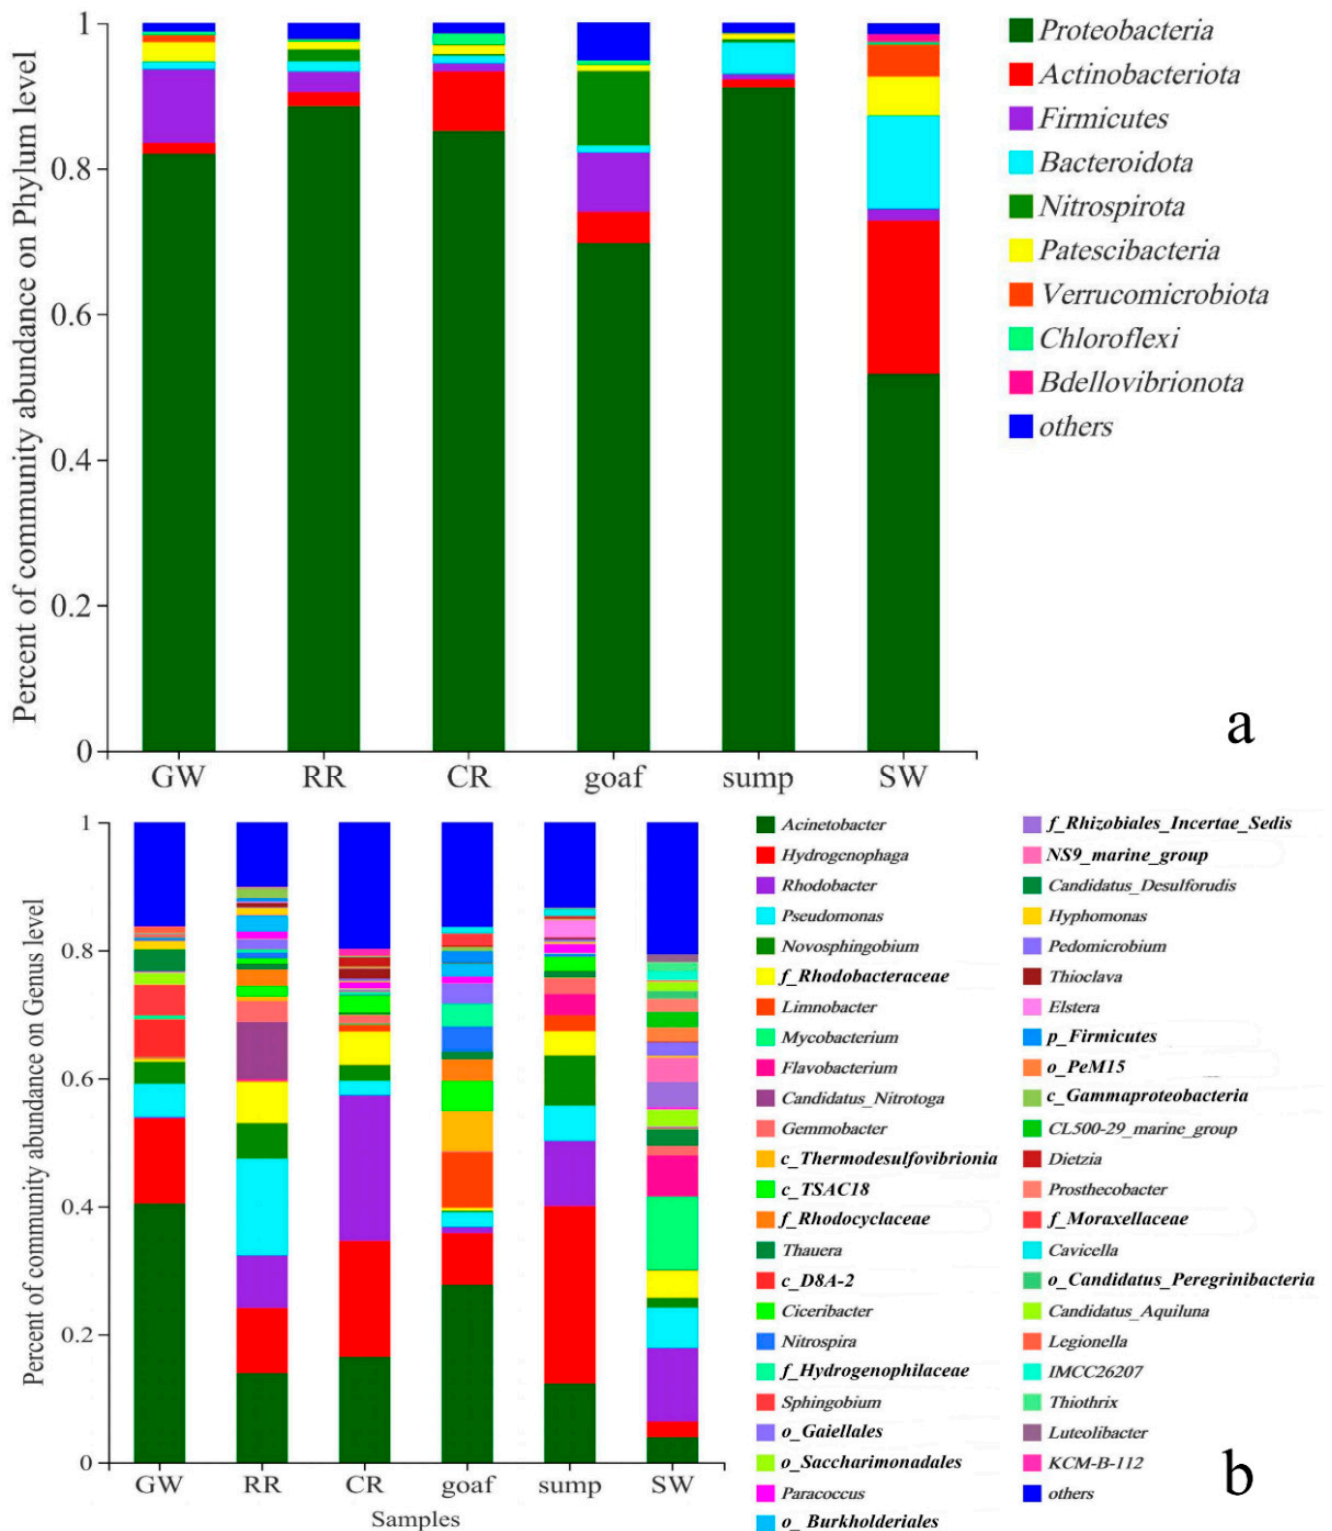 Percent of community abundance on Phylum level
1
0.8
0.6
0.4
0.2
0
GW RR CR goaf sump SW
Proteobacteria
Actinobacteriota
Firmicutes
Bacteroidota
Nitrospirota
Patescibacteria
Verrucomicrobiota
Chloroflexi
Bdellovibrionota
others
a
Percent of community abundance on Genus level
1
0.8
0.6
0.4
0.2
0
GW RR CR goaf sump SW
Samples
Acinetobacter
Hydrogenophaga
Rhodobacter
Pseudomonas
Novosphingobium
f_Rhodobacteraceae
Limnobacter
Mycobacterium
Flavobacterium
Candidatus_Nitrotoga
Gemmobacter
c_Thermodesulfovibrionia
c_TSAC18
f_Rhodocyclaceae
Thauera
c_D8A-2
Ciceribacter
Nitrospira
f_Hydrogenophilaceae
Sphingobium
o_Gaiellales
o_Saccharimonadales
Paracoccus
o_ Burkholderiales
f_Rhizobiales_Incertae_Sedis
NS9_marine_group
Candidatus_Desulforudis
Hyphomonas
Pedomicrobium
Thioclava
Elstera
p_Firmicutes
o_PeM15
c_Gammaproteobacteria
CL500-29_marine_group
Dietzia
Prosthecobacter
f_Moraxellaceae
Cavicella
o_Candidatus_Peregrinibacteria
Candidatus_Aquiluna
Legionella
IMCC26207
Thiothrix
Luteolibacter
KCM-B-112
others
b